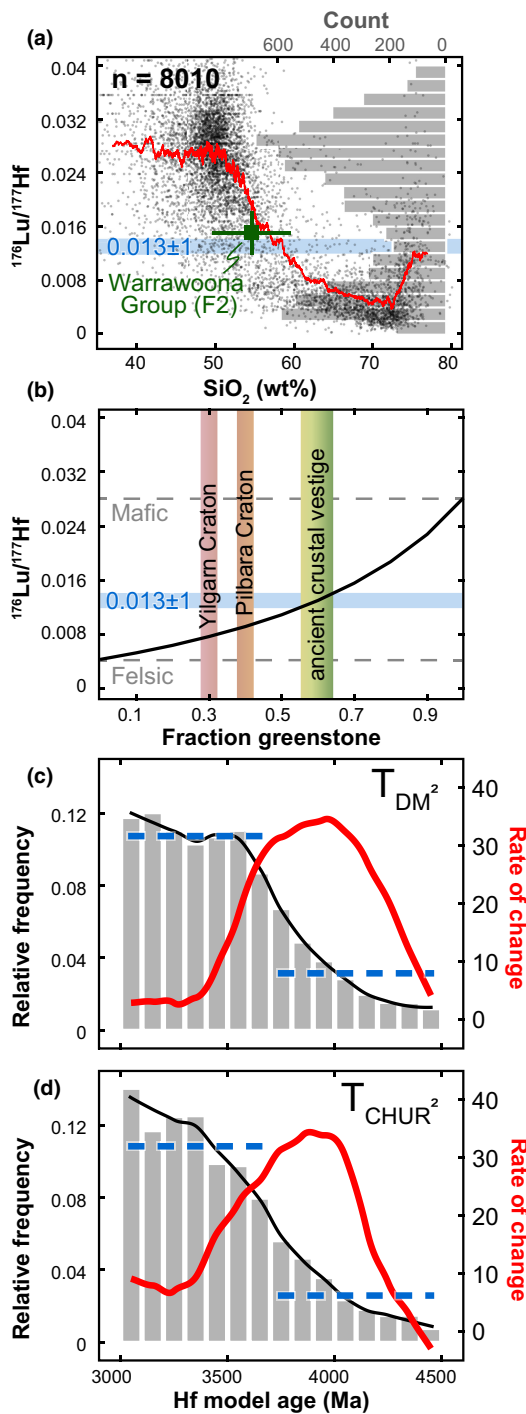 Count
(a)
600 400 200 0
n = 8010
0.04
0.032
0.024
0.016
0.008
0
¹⁷⁶Lu/¹⁷⁷Hf
0.013±1
Warrawoona
Group (F2)
40 50 60 70 80
SiO₂ (wt%)
(b)
0.04
0.032
0.024
0.016
0.008
0
¹⁷⁶Lu/¹⁷⁷Hf
Mafic
0.013±1
Felsic
Yilgarn Craton
Pilbara Craton
ancient crustal vestige
0.1 0.3 0.5 0.7 0.9
Fraction greenstone
(c)
T DM²
0.12
0.08
0.04
0
Relative frequency
40
30
20
10
0
Rate of change
(d)
T CHUR²
0.12
0.08
0.04
0
Relative frequency
40
30
20
10
0
Rate of change
3000 3500 4000 4500
Hf model age (Ma)